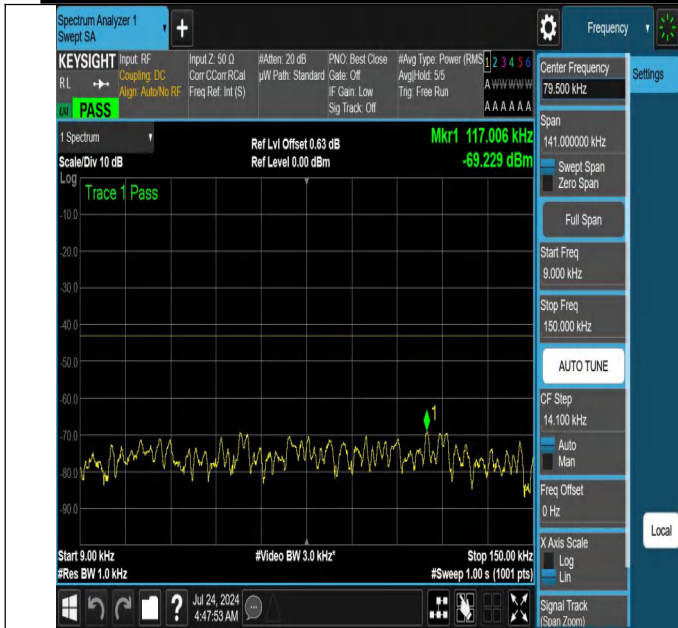 Spectrum Analyzer 1
Swept SA
+
Frequency
KEYSIGHT
RL
LXI
PASS
Input: RF
Coupling: DC
Align: Auto/No RF
Input Z: 50 Ω
Corr CCorr RCal
Freq Ref: Int (S)
#Atten: 20 dB
µW Path: Standard
PNO: Best Close
Gate: Off
IF Gain: Low
Sig Track: Off
#Avg Type: Power (RMS
Avg|Hold: 5/5
Trig: Free Run
1 2 3 4 5 6
A W W W W W
A A A A A A
1 Spectrum
Scale/Div 10 dB
Ref Lvl Offset 0.63 dB
Ref Level 0.00 dBm
Mkr1 117.006 kHz
-69.229 dBm
Log
Trace 1 Pass
-10.0
-20.0
-30.0
-40.0
-50.0
-60.0
-70.0
-80.0
-90.0
1
Start 9.00 kHz
#Res BW 1.0 kHz
#Video BW 3.0 kHz*
Stop 150.00 kHz
#Sweep 1.00 s (1001 pts)
Jul 24, 2024
4:47:53 AM
Center Frequency
79.500 kHz
Settings
Span
141.000000 kHz
Swept Span
Zero Span
Full Span
Start Freq
9.000 kHz
Stop Freq
150.000 kHz
AUTO TUNE
CF Step
14.100 kHz
Auto
Man
Freq Offset
0 Hz
X Axis Scale
Log
Lin
Local
Signal Track
(Span Zoom)